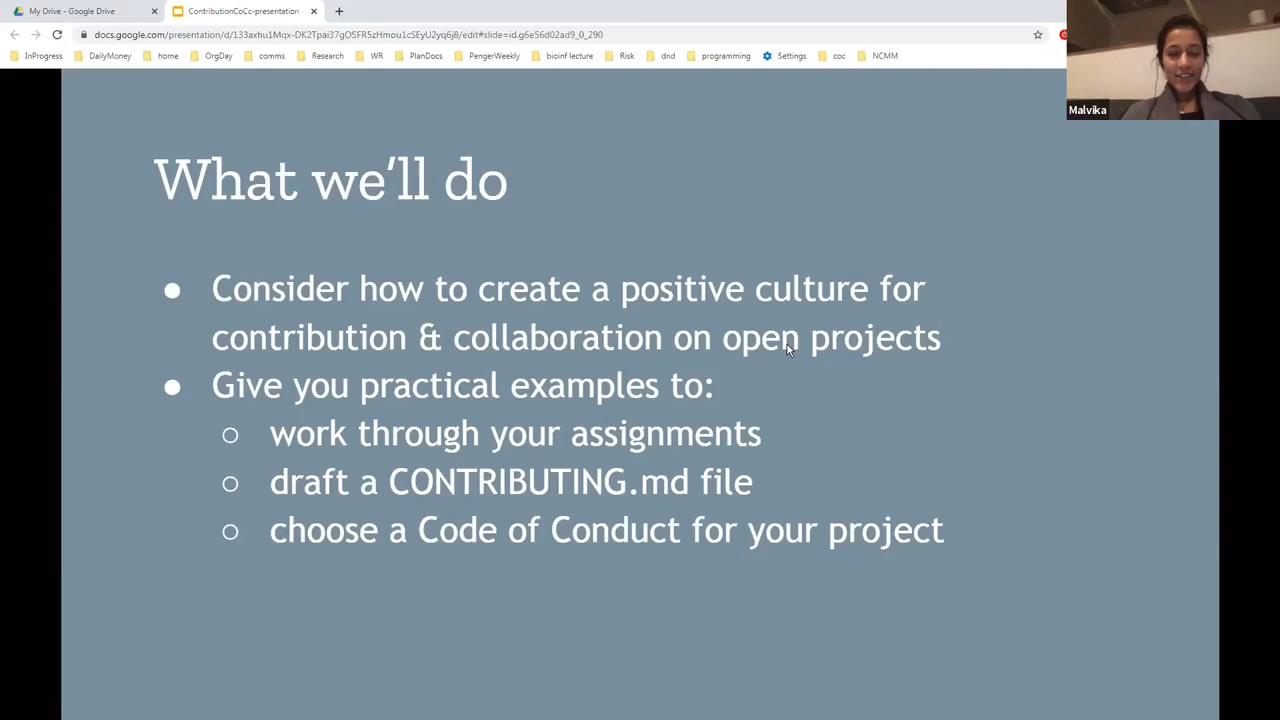 My Drive - Google Drive
ContributionCoCc-presentation
docs.google.com/presentation/d/133axhu1Mqx-DK2Tpai37gOSFR5zHmou1cSEyU2yq6j8/edit#slide=id.g6e56d02ad9_0_290
InProgress DailyMoney home OrgDay comms Research WR PlanDocs PengerWeekly bioinf lecture Risk dnd programming Settings coc NCMM
Malvika
What we'll do
● Consider how to create a positive culture for
contribution & collaboration on open projects
● Give you practical examples to:
○ work through your assignments
○ draft a CONTRIBUTING.md file
○ choose a Code of Conduct for your project